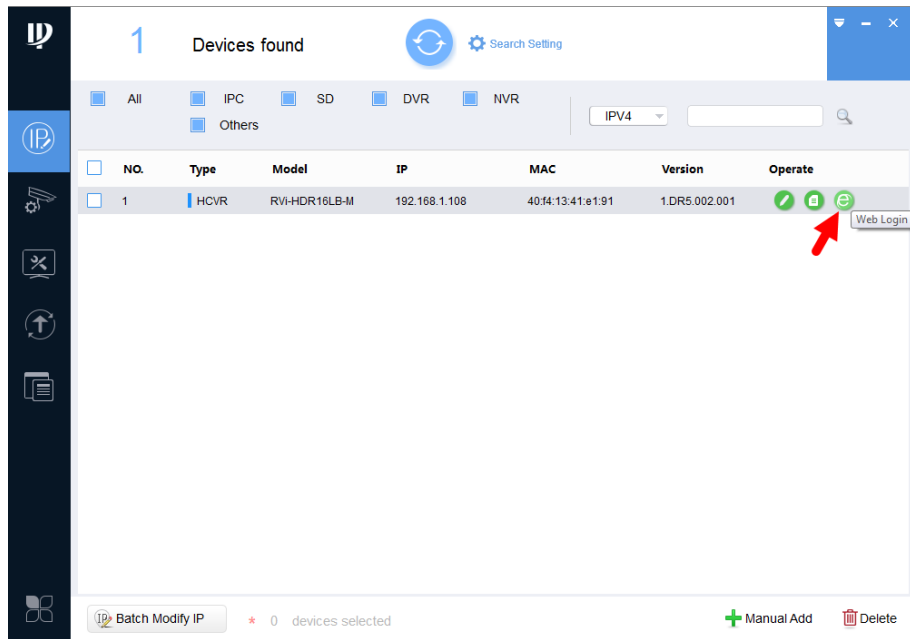 IP
1 Devices found Search Setting
All IPC SD DVR NVR
Others
IPV4
IP
NO. Type Model IP MAC Version Operate
1 HCVR RVi-HDR16LB-M 192.168.1.108 40:f4:13:41:e1:91 1.DR5.002.001
Web Login
Batch Modify IP * 0 devices selected Manual Add Delete